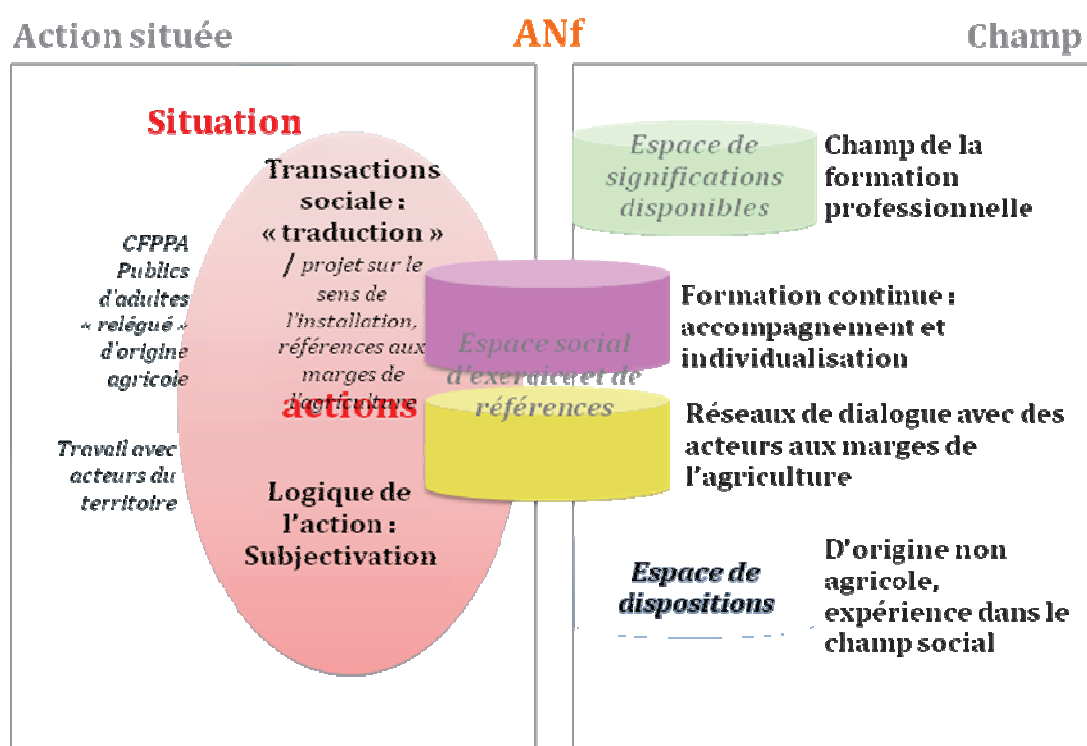 Action située
ANf
Champ
Situation
Transactions
sociale :
« traduction »
/ projet sur le
sens de
l'installation,
références aux
marges de
l'agriculture
actions
Logique de
l'action :
Subjectivation
CFPPA
Publics
d'adultes
« relégué »
d'origine
agricole
Travail avec
acteurs du
territoire
Espace de
significations
disponibles
Champ de la
formation
professionnelle
Espace social
d'exercice et de
références
Formation continue :
accompagnement et
individualisation
Réseaux de dialogue avec des
acteurs aux marges de
l'agriculture
Espace de
dispositions
D'origine non
agricole,
expérience dans le
champ social